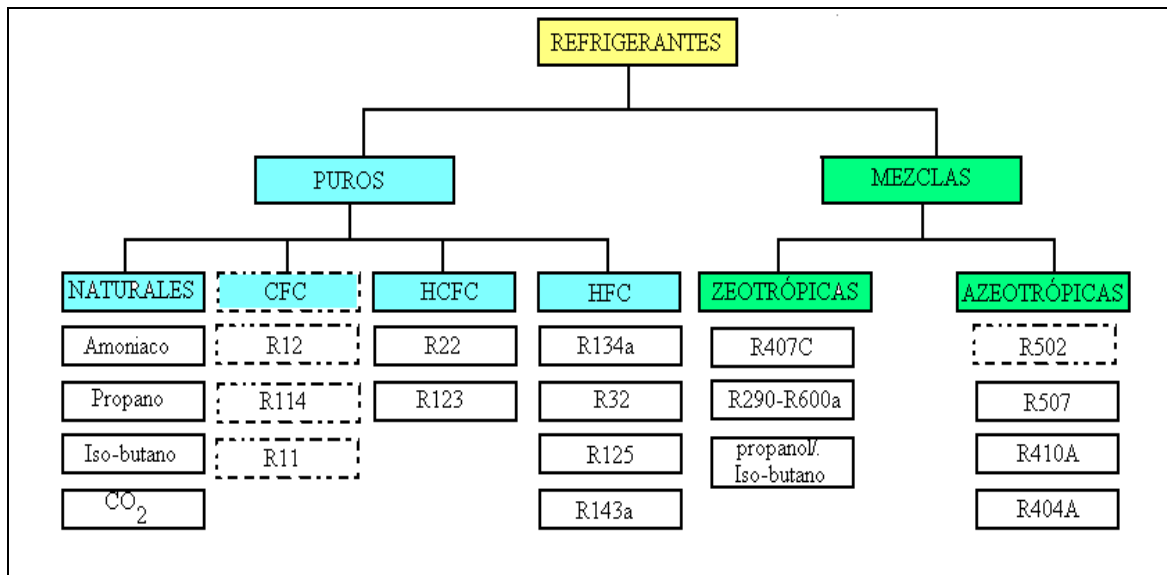 REFRIGERANTES
PUROS
MEZCLAS
NATURALES
CFC
HCFC
HFC
ZEOTRÓPICAS
AZEOTRÓPICAS
Amoniaco
R12
R22
R134a
R407C
R502
Propano
R114
R123
R32
R290-R600a
R507
Iso-butano
R11
R125
propanol/.
Iso-butano
R410A
CO2
R143a
R404A